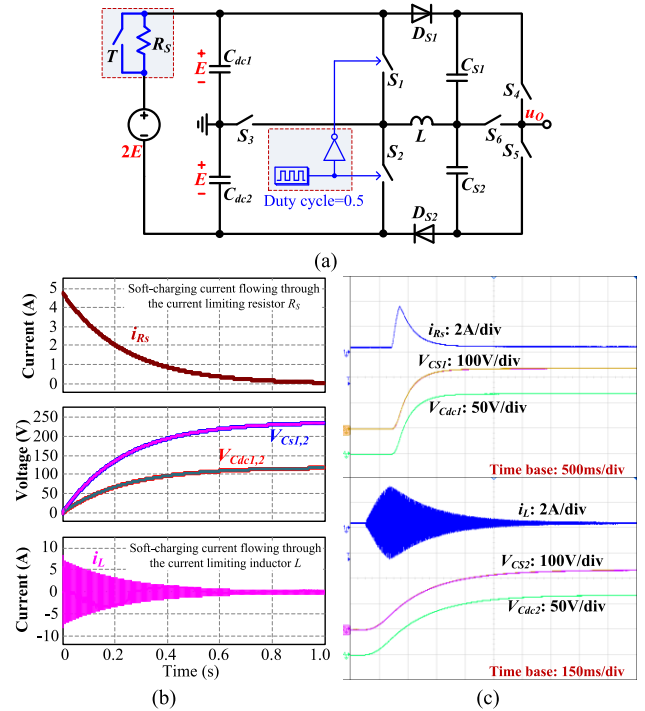 T
R_S
C_dc1
+
E
−
D_S1
S_1
C_S1
S_4
u_O
S_3
L
S_6
S_5
2E
+
−
S_2
+
E
−
C_dc2
C_S2
Duty cycle=0.5
D_S2
(a)
Soft-charging current flowing through
the current limiting resistor R_S
i_Rs
Current (A)
5
4
3
2
1
0
Voltage (V)
250
200
150
100
50
0
V_Cs1,2
V_Cdc1,2
Soft-charging current flowing through
the current limiting inductor L
i_L
Current (A)
10
5
0
-5
-10
0 0.2 0.4 0.6 0.8 1.0
Time (s)
(b)
i_Rs: 2A/div
V_CS1: 100V/div
V_Cdc1: 50V/div
Time base: 500ms/div
i_L: 2A/div
V_CS2: 100V/div
V_Cdc2: 50V/div
Time base: 150ms/div
(c)